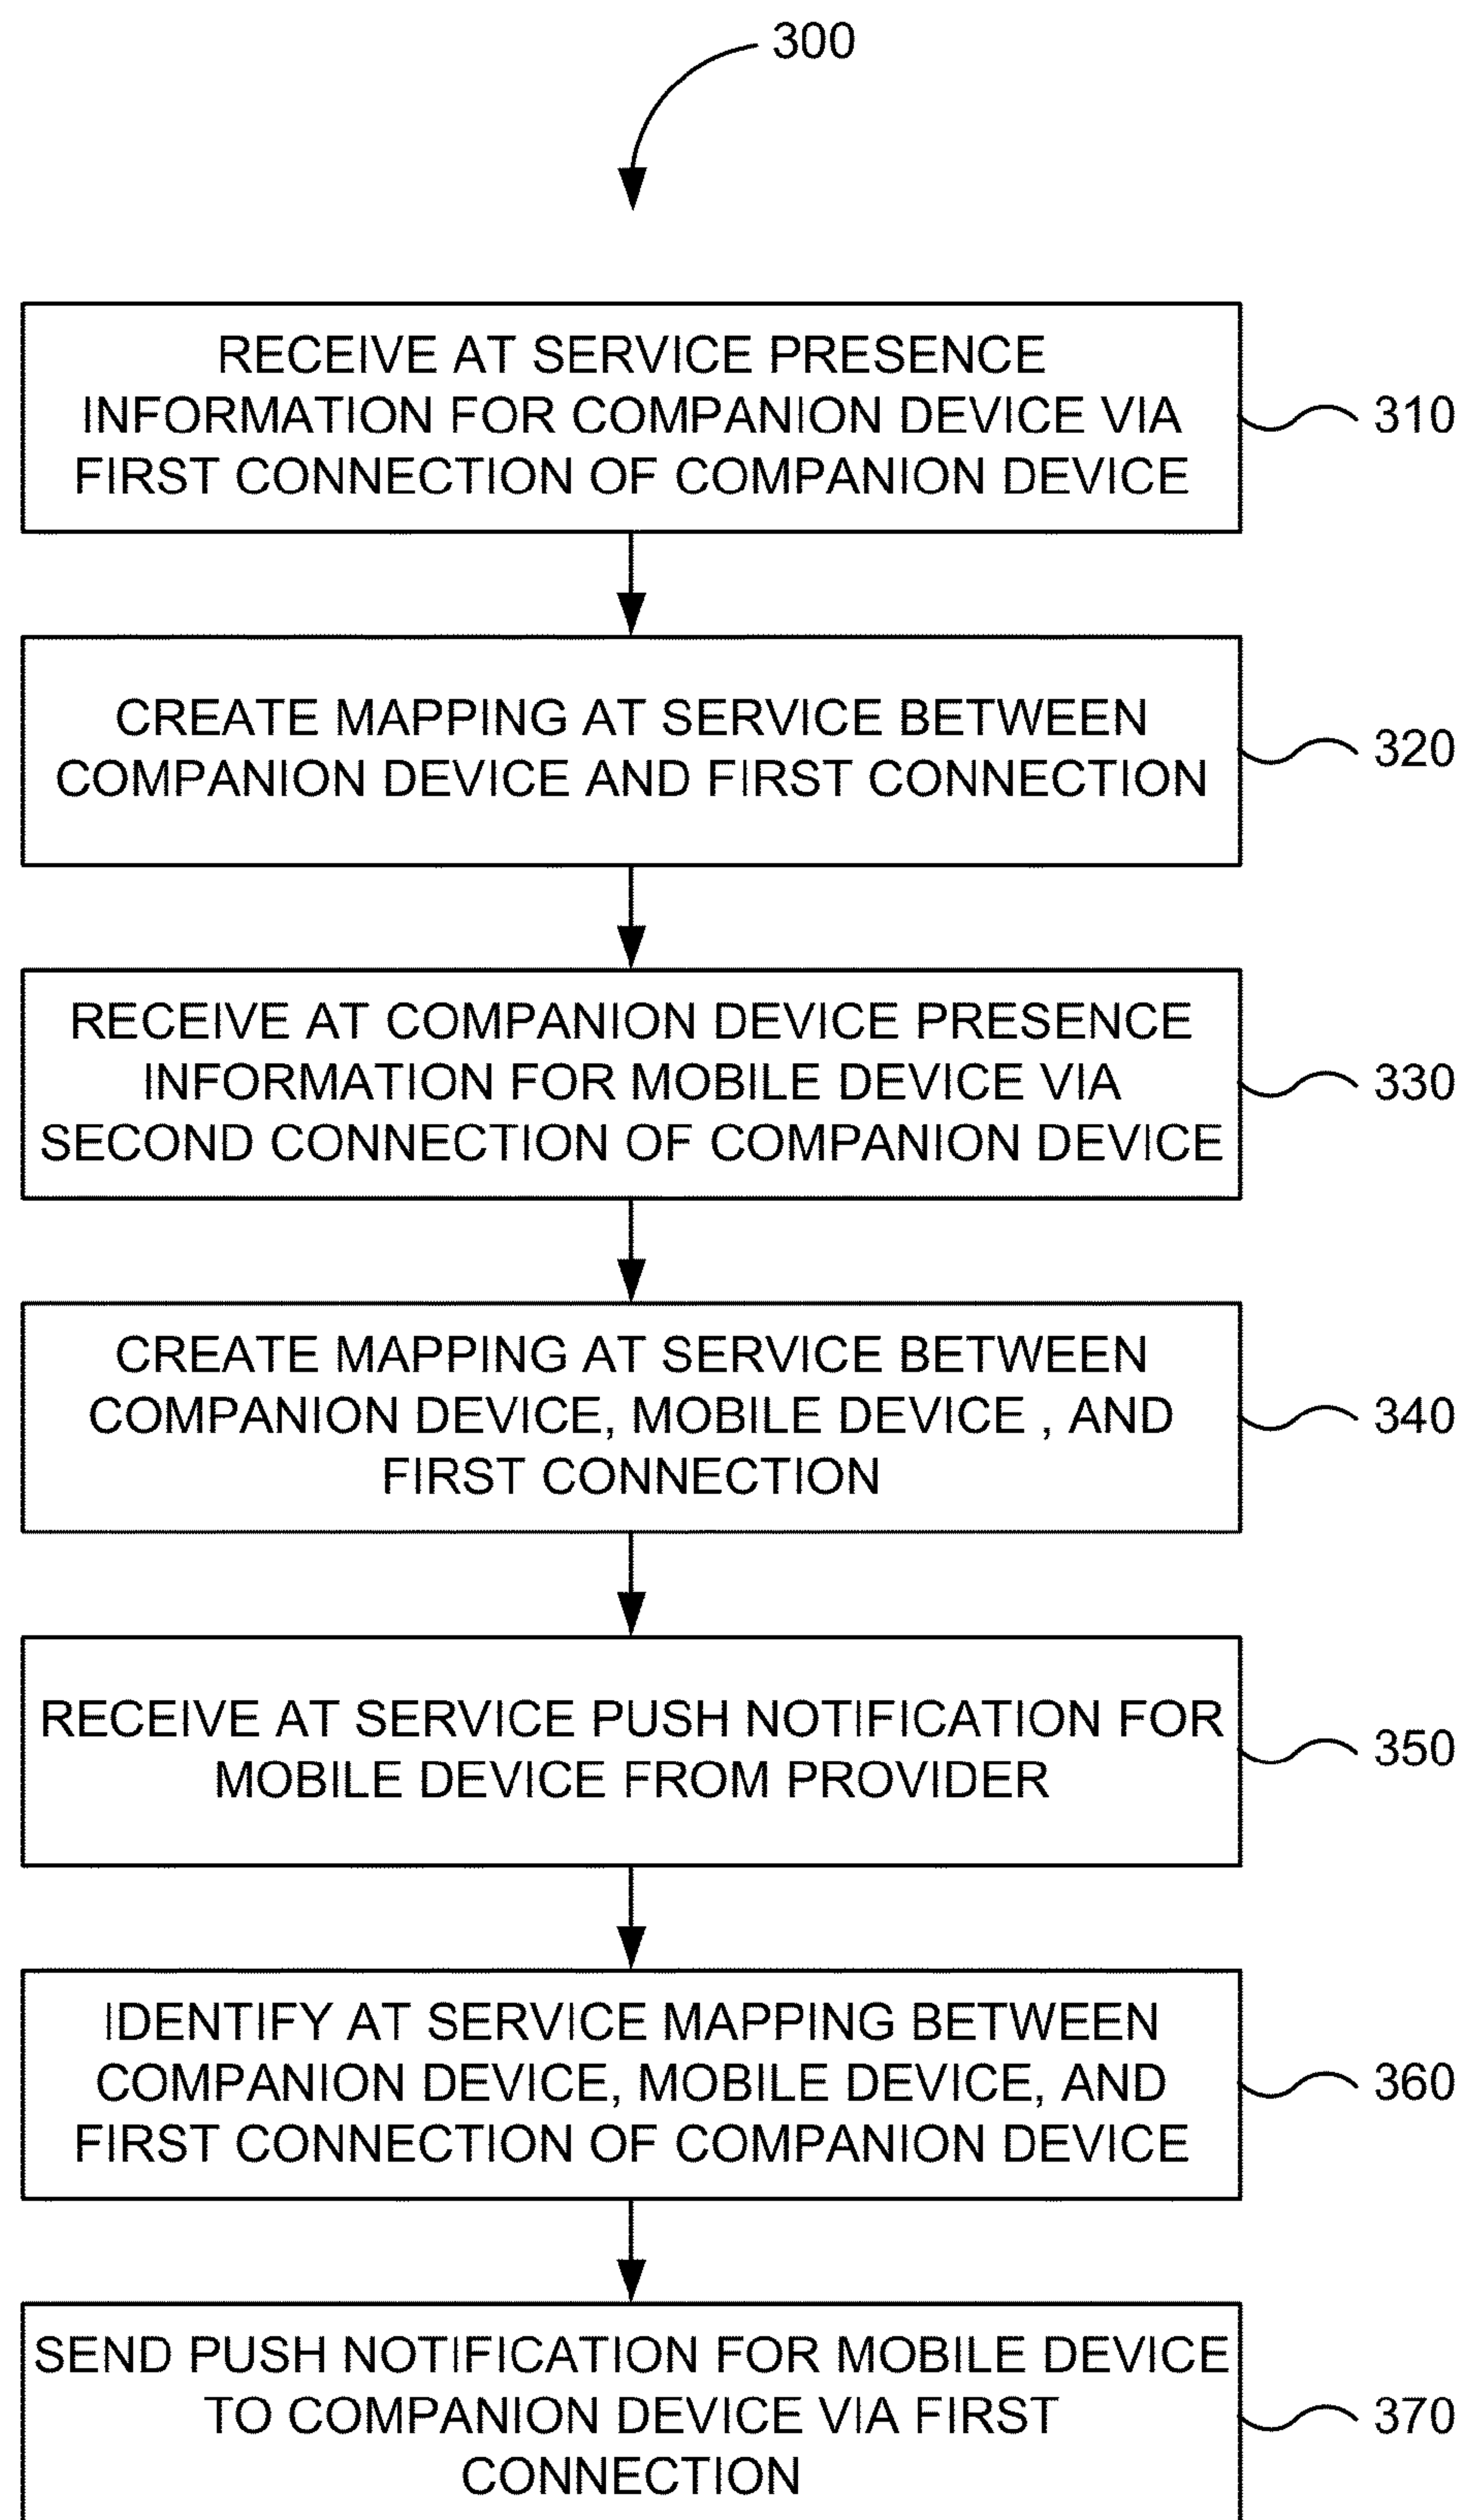 300
RECEIVE AT SERVICE PRESENCE
INFORMATION FOR COMPANION DEVICE VIA
FIRST CONNECTION OF COMPANION DEVICE
310
CREATE MAPPING AT SERVICE BETWEEN
COMPANION DEVICE AND FIRST CONNECTION
320
RECEIVE AT COMPANION DEVICE PRESENCE
INFORMATION FOR MOBILE DEVICE VIA
SECOND CONNECTION OF COMPANION DEVICE
330
CREATE MAPPING AT SERVICE BETWEEN
COMPANION DEVICE, MOBILE DEVICE , AND
FIRST CONNECTION
340
RECEIVE AT SERVICE PUSH NOTIFICATION FOR
MOBILE DEVICE FROM PROVIDER
350
IDENTIFY AT SERVICE MAPPING BETWEEN
COMPANION DEVICE, MOBILE DEVICE, AND
FIRST CONNECTION OF COMPANION DEVICE
360
SEND PUSH NOTIFICATION FOR MOBILE DEVICE
TO COMPANION DEVICE VIA FIRST
CONNECTION
370